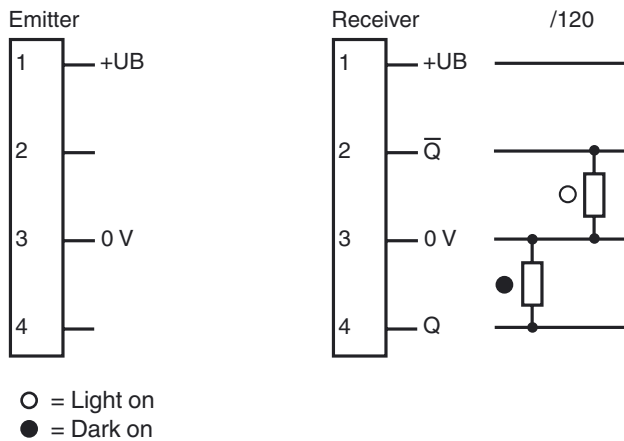 Emitter
1 +UB
2
3 0 V
4
Receiver /120
1 +UB
2 Q̅
3 0 V
4 Q
= Light on
= Dark on